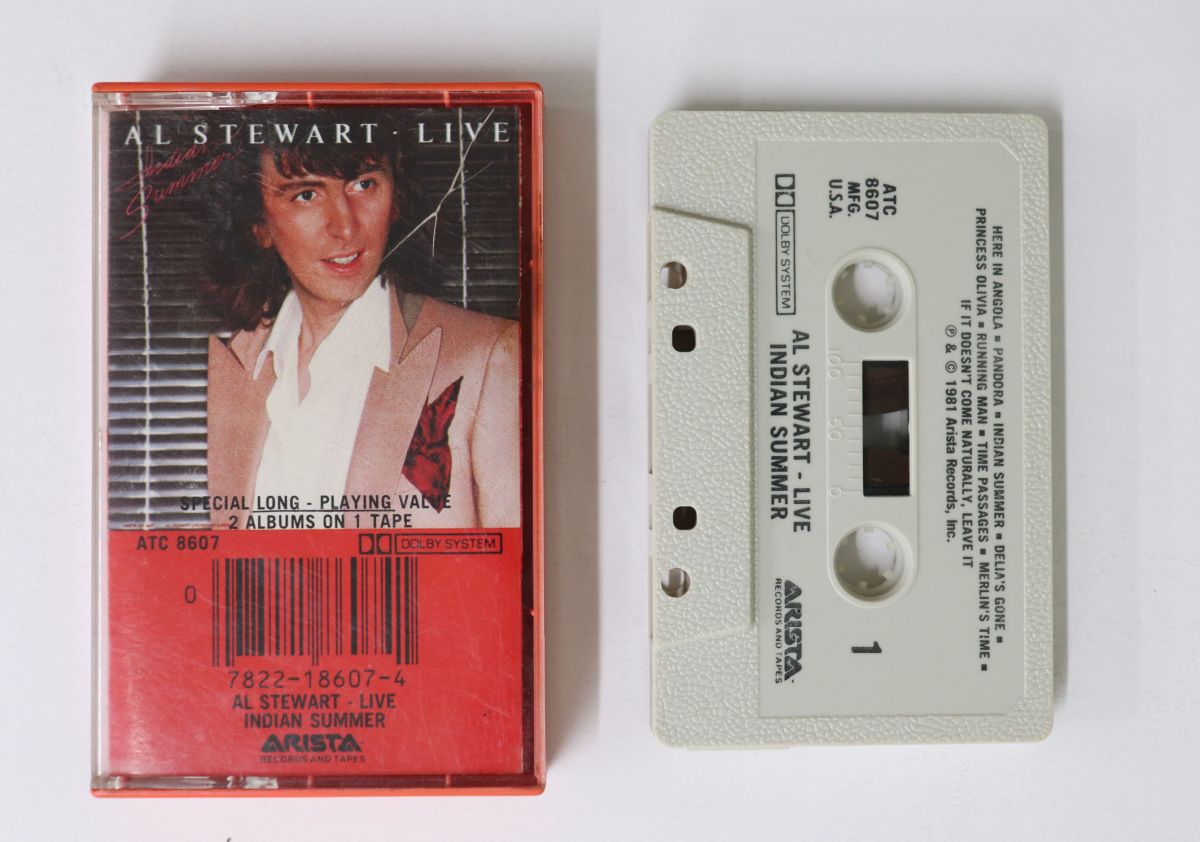 AL STEWART · LIVE
Indian
Summer
SPECIAL LONG - PLAYING VALUE
2 ALBUMS ON 1 TAPE
ATC 8607
DOLBY SYSTEM
0
7822-18607-4
AL STEWART - LIVE
INDIAN SUMMER
ARISTA
RECORDS AND TAPES
HERE IN ANGOLA ▪ PANDORA ▪ INDIAN SUMMER ▪ DELIA'S GONE ▪
PRINCESS OLIVIA ▪ RUNNING MAN ▪ TIME PASSAGES ▪ MERLIN'S TIME ▪
IF IT DOESN'T COME NATURALLY, LEAVE IT
℗ & © 1981 Arista Records, Inc.
ATC
8607
MFG.
U.S.A.
100 50 0
1
DOLBY SYSTEM
AL STEWART - LIVE
INDIAN SUMMER
ARISTA
RECORDS AND TAPES